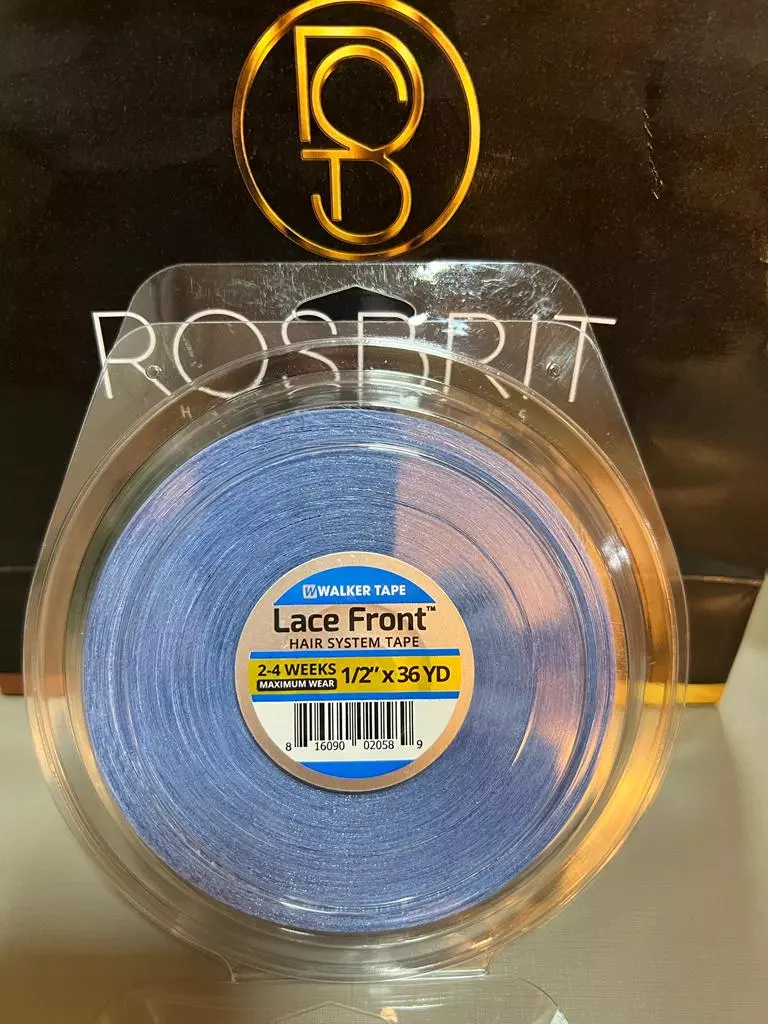 ROSBRIT
H C
WALKER TAPE
Lace Front™
HAIR SYSTEM TAPE
2-4 WEEKS
MAXIMUM WEAR
1/2" x 36 YD
8 16090 02058 9